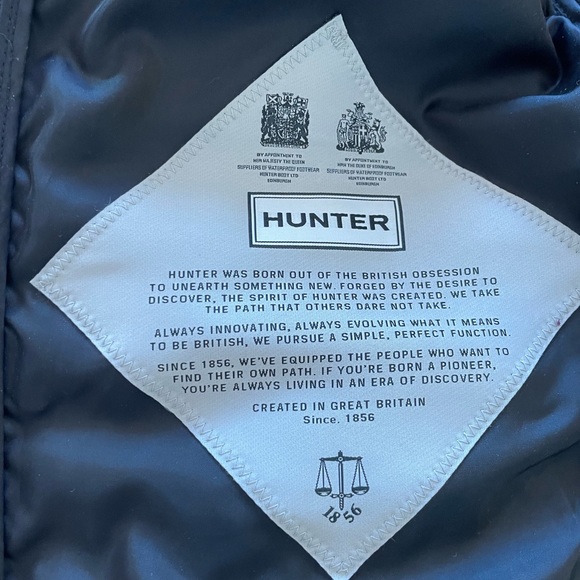 BY APPOINTMENT TO
HER MAJESTY THE QUEEN
SUPPLIERS OF WATERPROOF FOOTWEAR
HUNTER BOOT LTD
EDINBURGH
BY APPOINTMENT TO
HRH THE DUKE OF EDINBURGH
SUPPLIERS OF WATERPROOF FOOTWEAR
HUNTER BOOT LTD
EDINBURGH
HUNTER
HUNTER WAS BORN OUT OF THE BRITISH OBSESSION
TO UNEARTH SOMETHING NEW. FORGED BY THE DESIRE TO
DISCOVER, THE SPIRIT OF HUNTER WAS CREATED. WE TAKE
THE PATH THAT OTHERS DARE NOT TAKE.
ALWAYS INNOVATING, ALWAYS EVOLVING WHAT IT MEANS
TO BE BRITISH, WE PURSUE A SIMPLE, PERFECT FUNCTION.
SINCE 1856, WE'VE EQUIPPED THE PEOPLE WHO WANT TO
FIND THEIR OWN PATH. IF YOU'RE BORN A PIONEER,
YOU'RE ALWAYS LIVING IN AN ERA OF DISCOVERY.
CREATED IN GREAT BRITAIN
Since. 1856
1856